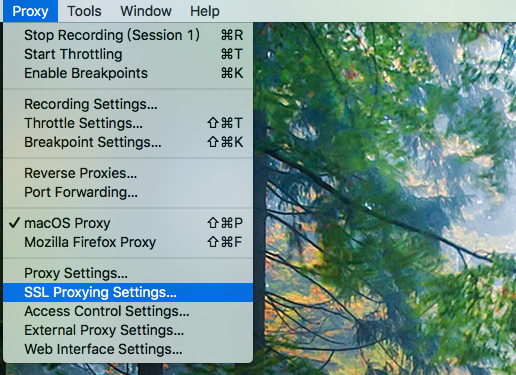 Proxy Tools Window Help
Stop Recording (Session 1) ⌘R
Start Throttling ⌘T
Enable Breakpoints ⌘K
Recording Settings...
Throttle Settings... ⇧⌘T
Breakpoint Settings... ⇧⌘K
Reverse Proxies...
Port Forwarding...
✓ macOS Proxy ⇧⌘P
Mozilla Firefox Proxy ⇧⌘F
Proxy Settings...
SSL Proxying Settings...
Access Control Settings...
External Proxy Settings...
Web Interface Settings...